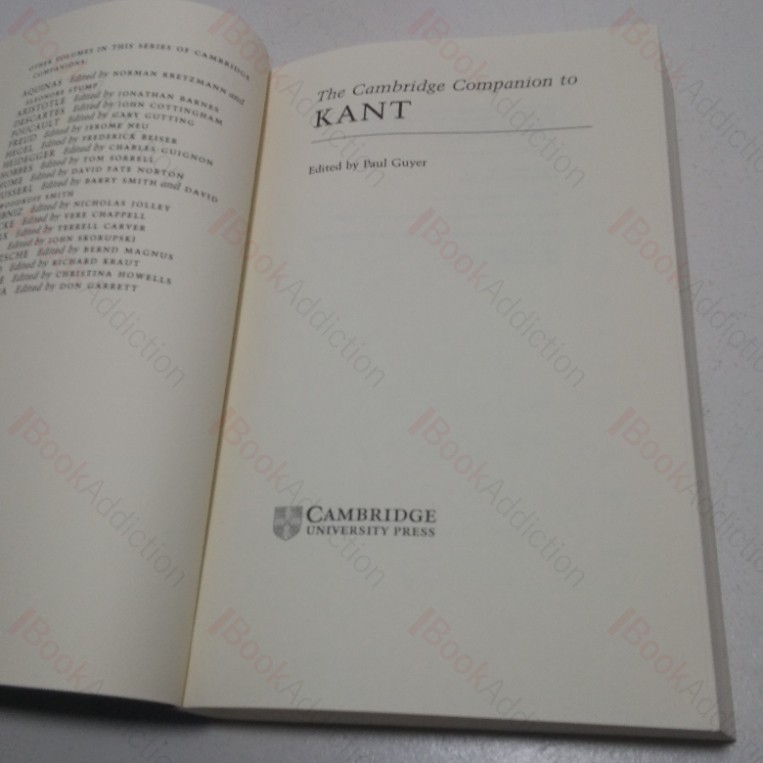 OTHER VOLUMES IN THIS SERIES OF CAMBRIDGE
COMPANIONS:
AQUINAS Edited by NORMAN KRETZMANN and
ELEONORE STUMP
ARISTOTLE Edited by JONATHAN BARNES
DESCARTES Edited by JOHN COTTINGHAM
FOUCAULT Edited by GARY GUTTING
FREUD Edited by JEROME NEU
HEGEL Edited by FREDERICK BEISER
HEIDEGGER Edited by CHARLES GUIGNON
HOBBES Edited by TOM SORRELL
HUME Edited by DAVID FATE NORTON
HUSSERL Edited by BARRY SMITH and DAVID
WOODRUFF SMITH
Edited by NICHOLAS JOLLEY
Edited by VERE CHAPPELL
Edited by TERRELL CARVER
Edited by JOHN SKORUPSKI
Edited by BERND MAGNUS
Edited by RICHARD KRAUT
Edited by CHRISTINA HOWELLS
Edited by DON GARRETT
The Cambridge Companion to
KANT
Edited by Paul Guyer
CAMBRIDGE
UNIVERSITY PRESS
BookAddiction